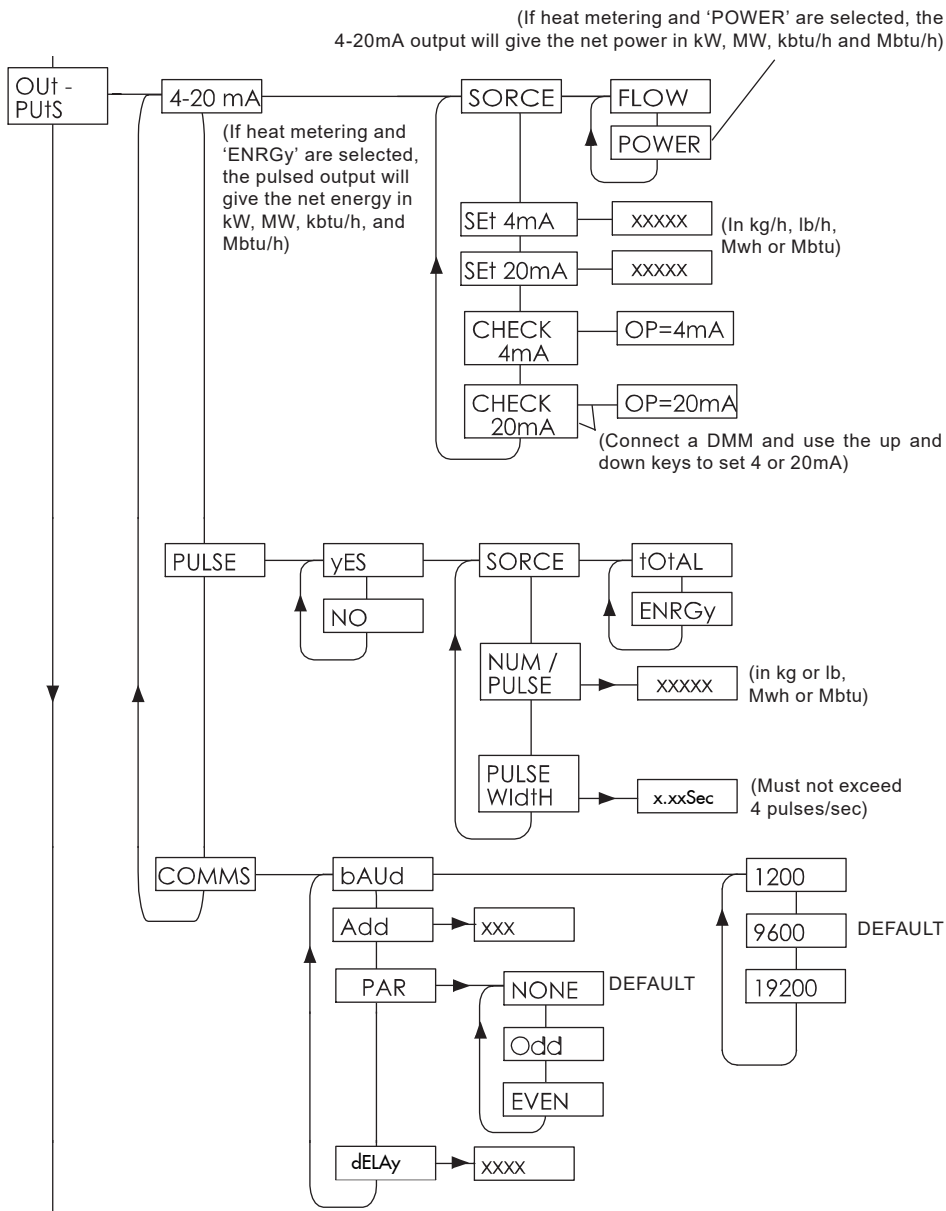 (If heat metering and ‘POWER’ are selected, the
4-20mA output will give the net power in kW, MW, kbtu/h and Mbtu/h)
OUt -
PUtS
4-20 mA
SORCE
FLOW
POWER
(If heat metering and
‘ENRGy’ are selected,
the pulsed output will
give the net energy in
kW, MW, kbtu/h, and
Mbtu/h)
SEt 4mA
xxxxx
(In kg/h, lb/h,
Mwh or Mbtu)
SEt 20mA
xxxxx
CHECK
4mA
OP=4mA
CHECK
20mA
OP=20mA
(Connect a DMM and use the up and
down keys to set 4 or 20mA)
PULSE
yES
NO
SORCE
tOtAL
ENRGy
NUM /
PULSE
xxxxx
(in kg or lb,
Mwh or Mbtu)
PULSE
WIdtH
x.xxSec
(Must not exceed
4 pulses/sec)
COMMS
bAUd
1200
9600
DEFAULT
19200
Add
xxx
PAR
NONE
DEFAULT
Odd
EVEN
dELAy
xxxx